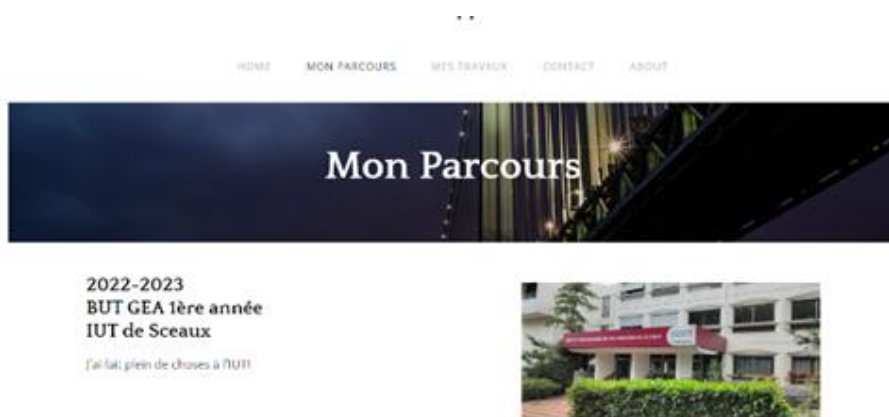 HOME MON PARCOURS MES TRAVAUX CONTACT ABOUT
Mon Parcours
2022-2023
BUT GEA 1ère année
IUT de Sceaux
J'ai fait plein de choses à l'IUT!